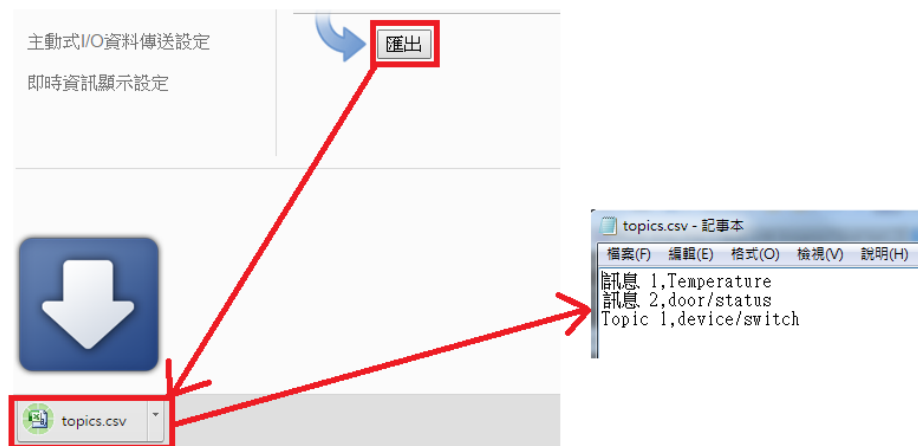 主動式I/O資料傳送設定
即時資訊顯示設定
匯出
topics.csv
topics.csv - 記事本
檔案(F) 編輯(E) 格式(O) 檢視(V) 說明(H)
訊息 1,Temperature
訊息 2,door/status
Topic 1,device/switch